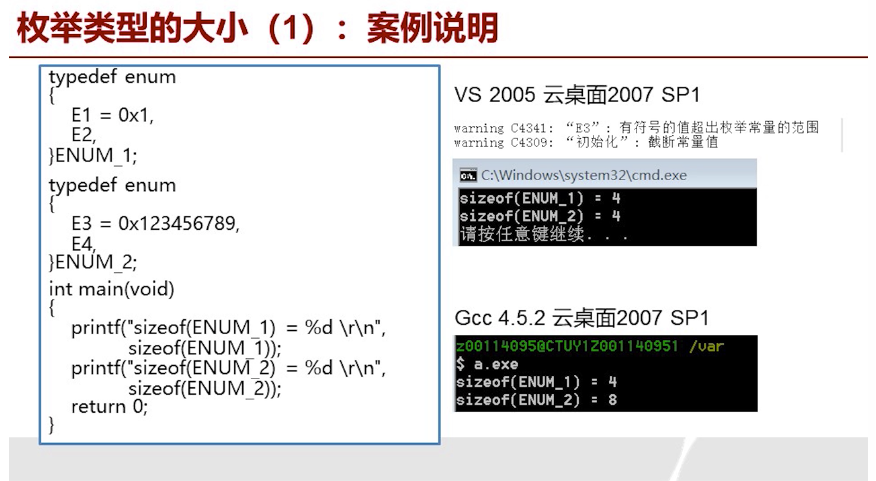 枚举类型的大小（1）：案例说明
typedef enum
{
E1 = 0x1,
E2,
}ENUM_1;
typedef enum
{
E3 = 0x123456789,
E4,
}ENUM_2;
int main(void)
{
printf("sizeof(ENUM_1) = %d \r\n",
sizeof(ENUM_1));
printf("sizeof(ENUM_2) = %d \r\n",
sizeof(ENUM_2));
return 0;
}
VS 2005 云桌面2007 SP1
warning C4341: “E3”: 有符号的值超出枚举常量的范围
warning C4309: “初始化”: 截断常量值
C:\Windows\system32\cmd.exe
sizeof(ENUM_1) = 4
sizeof(ENUM_2) = 4
请按任意键继续. . .
Gcc 4.5.2 云桌面2007 SP1
z00114095@CTUY1Z001140951 /var
$ a.exe
sizeof(ENUM_1) = 4
sizeof(ENUM_2) = 8